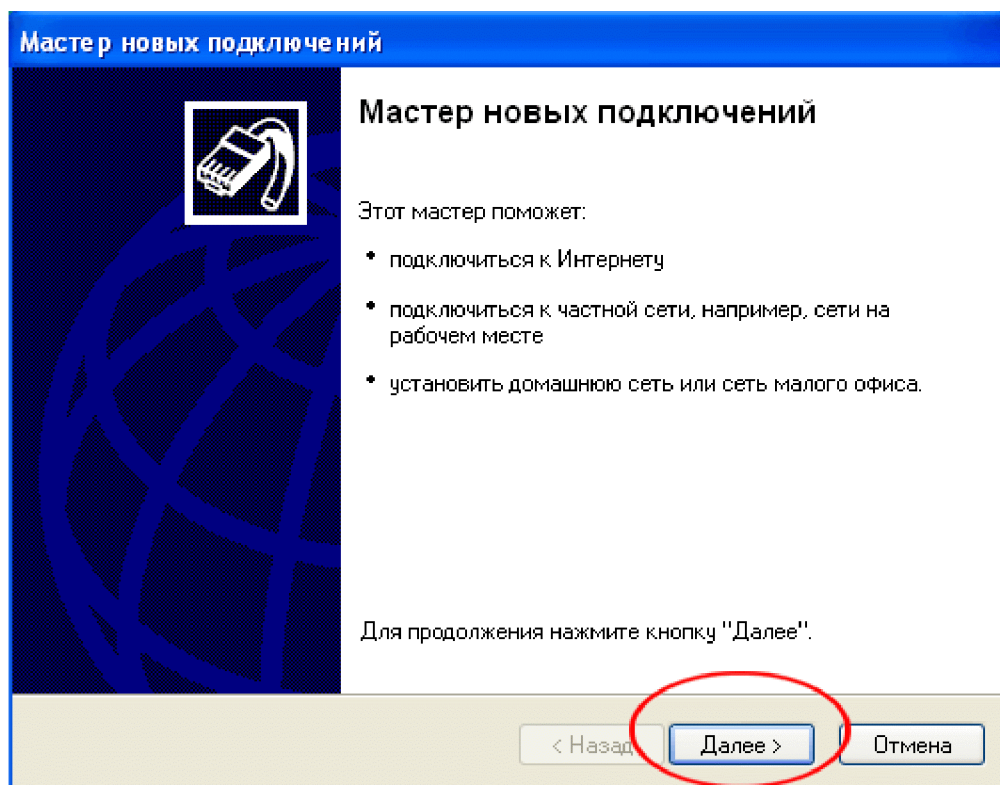 Мастер новых подключений
Мастер новых подключений
Этот мастер поможет:
• подключиться к Интернету
• подключиться к частной сети, например, сети на
рабочем месте
• установить домашнюю сеть или сеть малого офиса.
Для продолжения нажмите кнопку "Далее".
< Назад Далее > Отмена